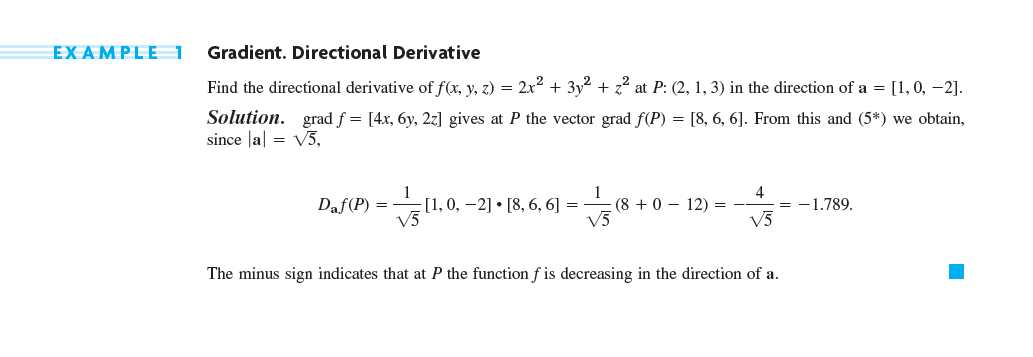 EXAMPLE 1 Gradient. Directional Derivative
Find the directional derivative of f(x, y, z) = 2x² + 3y² + z² at P: (2, 1, 3) in the direction of a = [1, 0, −2].
Solution. grad f = [4x, 6y, 2z] gives at P the vector grad f(P) = [8, 6, 6]. From this and (5*) we obtain,
since |a| = √5,
Dₐf(P) = 1/√5 [1, 0, −2] • [8, 6, 6] = 1/√5 (8 + 0 − 12) = −4/√5 = −1.789.
The minus sign indicates that at P the function f is decreasing in the direction of a.